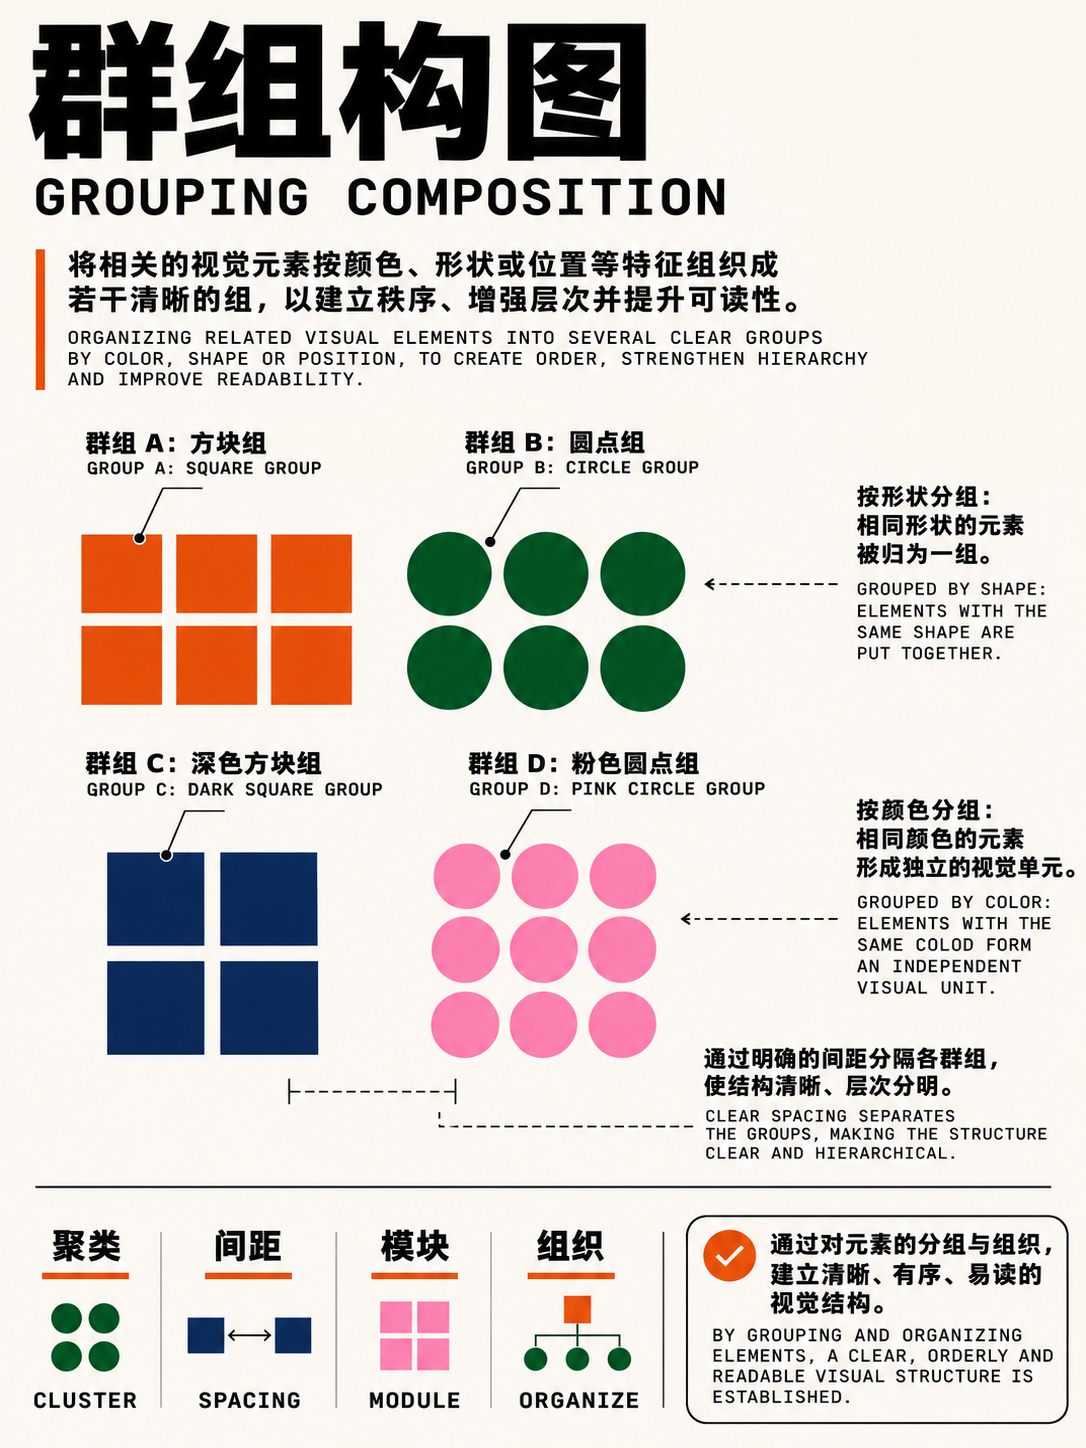 群组构图
GROUPING COMPOSITION
将相关的视觉元素按颜色、形状或位置等特征组织成
若干清晰的组，以建立秩序、增强层次并提升可读性。
ORGANIZING RELATED VISUAL ELEMENTS INTO SEVERAL CLEAR GROUPS
BY COLOR, SHAPE OR POSITION, TO CREATE ORDER, STRENGTHEN HIERARCHY
AND IMPROVE READABILITY.
群组 A：方块组
GROUP A: SQUARE GROUP
群组 B：圆点组
GROUP B: CIRCLE GROUP
按形状分组：
相同形状的元素
被归为一组。
GROUPED BY SHAPE:
ELEMENTS WITH THE
SAME SHAPE ARE
PUT TOGETHER.
群组 C：深色方块组
GROUP C: DARK SQUARE GROUP
群组 D：粉色圆点组
GROUP D: PINK CIRCLE GROUP
按颜色分组：
相同颜色的元素
形成独立的视觉单元。
GROUPED BY COLOR:
ELEMENTS WITH THE
SAME COLOD FORM
AN INDEPENDENT
VISUAL UNIT.
通过明确的间距分隔各群组，
使结构清晰、层次分明。
CLEAR SPACING SEPARATES
THE GROUPS, MAKING THE STRUCTURE
CLEAR AND HIERARCHICAL.
聚类
CLUSTER
间距
SPACING
模块
MODULE
组织
ORGANIZE
通过对元素的分组与组织，
建立清晰、有序、易读的
视觉结构。
BY GROUPING AND ORGANIZING
ELEMENTS, A CLEAR, ORDERLY AND
READABLE VISUAL STRUCTURE IS
ESTABLISHED.